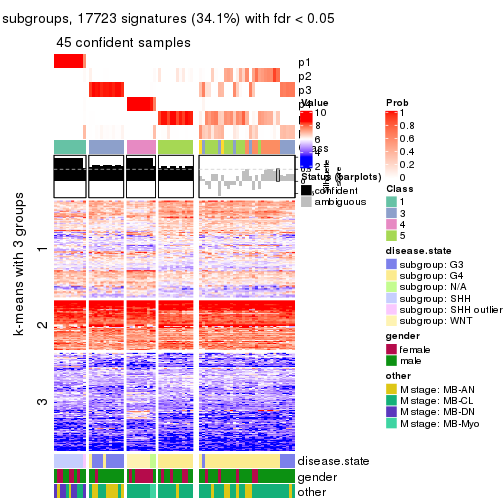 subgroups, 17723 signatures (34.1%) with fdr < 0.05
45 confident samples
p1
p2
p3
Value
10
8
6
4
2
0
Status (barplots)
confident
ambiguous
Prob
1
0.8
0.6
0.4
0.2
0
Class
1
3
4
5
disease.state
subgroup: G3
subgroup: G4
subgroup: N/A
subgroup: SHH
subgroup: SHH outlier
subgroup: WNT
gender
female
male
other
M stage: MB-AN
M stage: MB-CL
M stage: MB-DN
M stage: MB-Myo
k-means with 3 groups
1
2
3
disease.state
gender
other